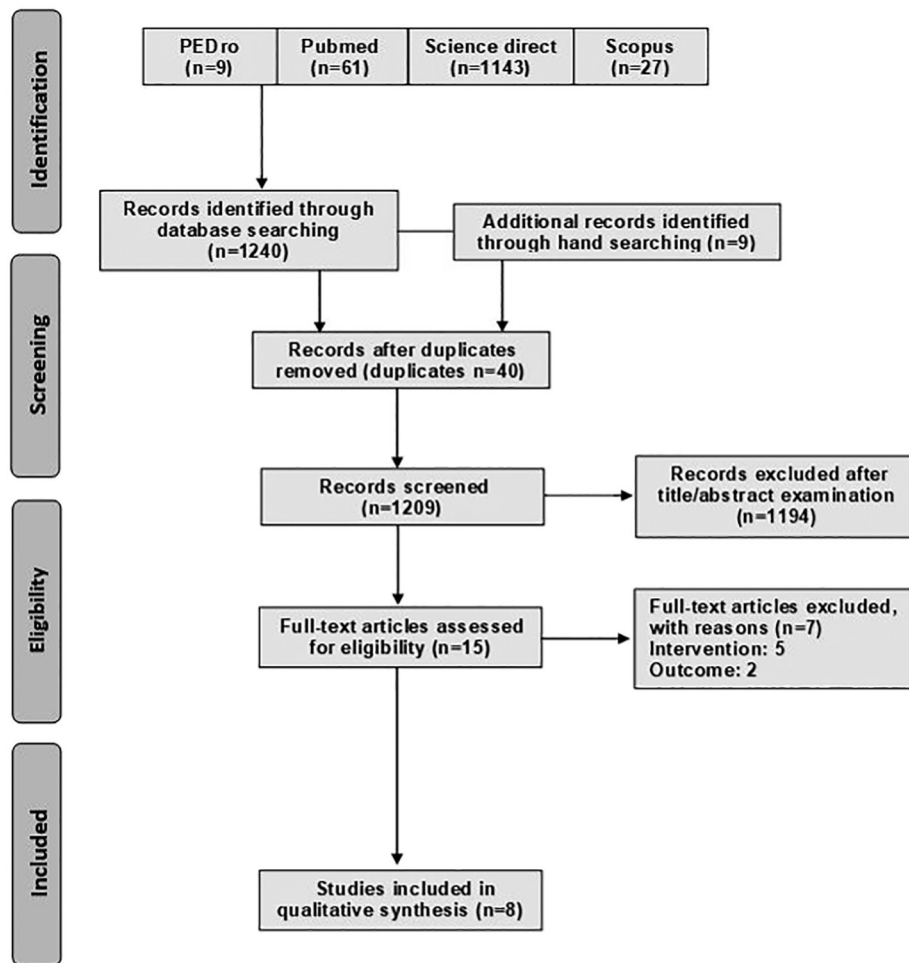 Identification
PEDro
(n=9)
Pubmed
(n=61)
Science direct
(n=1143)
Scopus
(n=27)
Records identified through
database searching
(n=1240)
Additional records identified
through hand searching (n=9)
Screening
Records after duplicates
removed (duplicates n=40)
Records screened
(n=1209)
Records excluded after
title/abstract examination
(n=1194)
Eligibility
Full-text articles assessed
for eligibility (n=15)
Full-text articles excluded,
with reasons (n=7)
Intervention: 5
Outcome: 2
Included
Studies included in
qualitative synthesis (n=8)